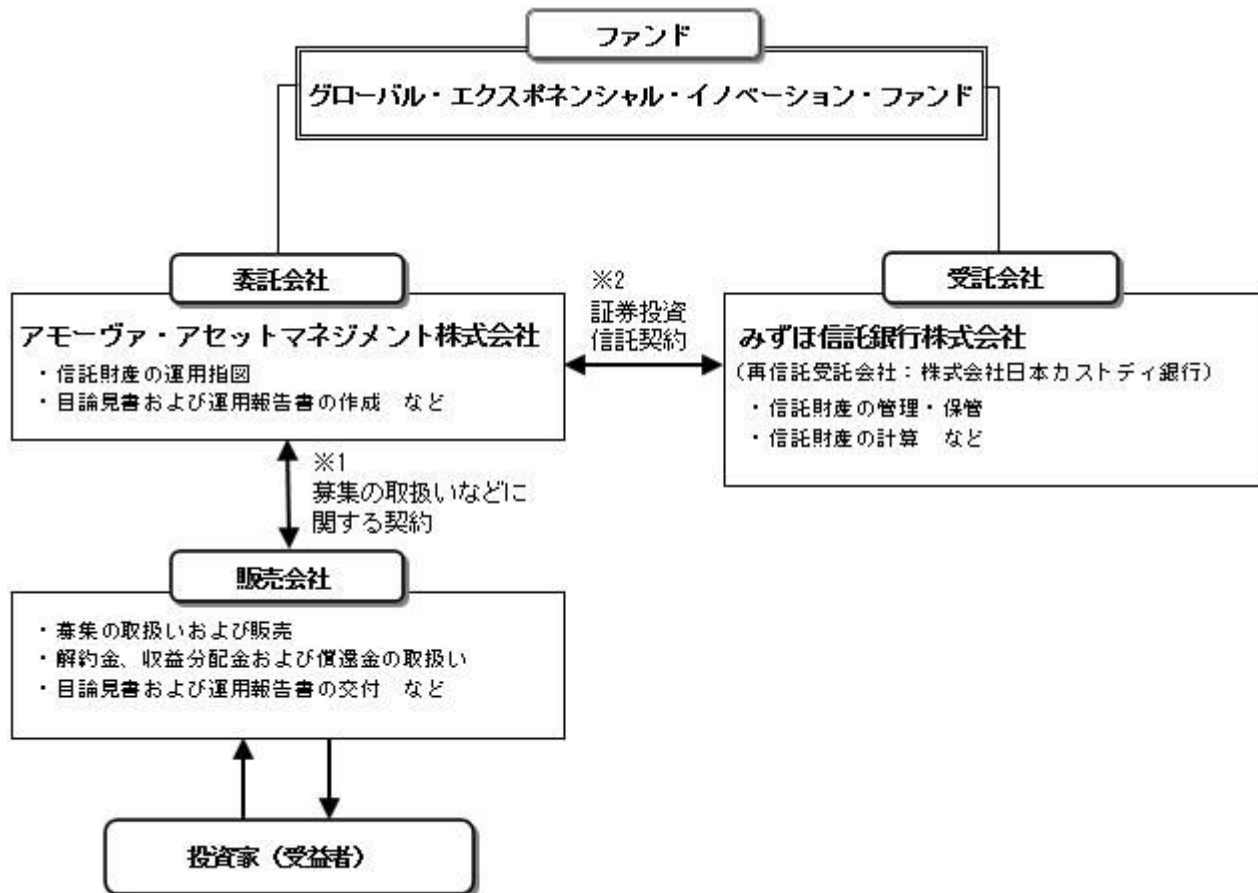 ファンド
グローバル・エクスポネンシャル・イノベーション・ファンド
委託会社
アモーヴァ・アセットマネジメント株式会社
・信託財産の運用指図
・目論見書および運用報告書の作成 など
※2
証券投資
信託契約
受託会社
みずほ信託銀行株式会社
(再信託受託会社:株式会社日本カストディ銀行)
・信託財産の管理・保管
・信託財産の計算 など
※1
募集の取扱いなどに
関する契約
販売会社
・募集の取扱いおよび販売
・解約金、収益分配金および償還金の取扱い
・目論見書および運用報告書の交付 など
投資家(受益者)